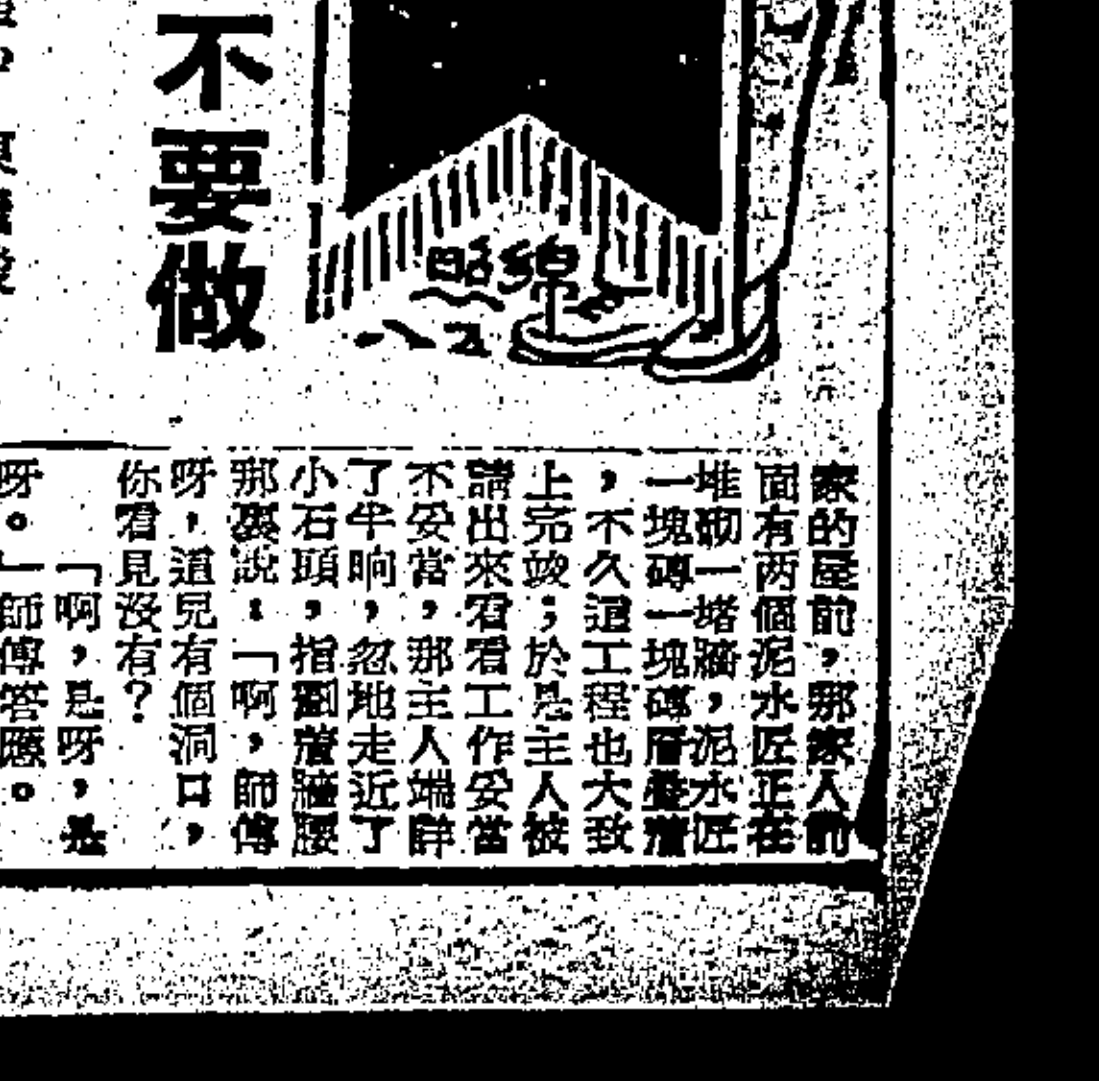 不要做
綿昭
家的屋前,那家人前
面有两個泥水匠正在
堆砌一堵牆,泥水匠
一塊磚一塊磚層疊着
,不久這工程也大致
上完竣;於是主人被
請出來看看工作妥當
不妥當,那主人端詳
了半晌,忽地走近了
小石頭,指劃着牆腰
那裏說:「啊,師傅
呀,道兒有個洞口,
你看見沒有?
「啊,是呀,是
呀。」師傅答應。